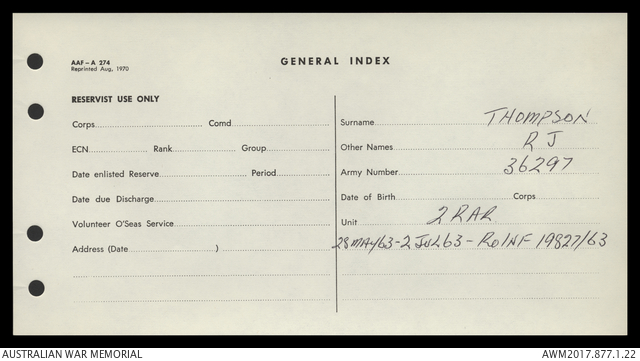 AAF—A 274
Reprinted Aug, 1970
GENERAL INDEX
RESERVIST USE ONLY
Corps Comd
ECN Rank Group
Date enlisted Reserve Period
Date due Discharge
Volunteer O'Seas Service
Address (Date )
Surname THOMPSON
Other Names R J
Army Number 36297
Date of Birth Corps
Unit 2 RAR
28 MAY 63-2 JUL 63 - RO/NF 19827/63
AUSTRALIAN WAR MEMORIAL
AWM2017.877.1.22